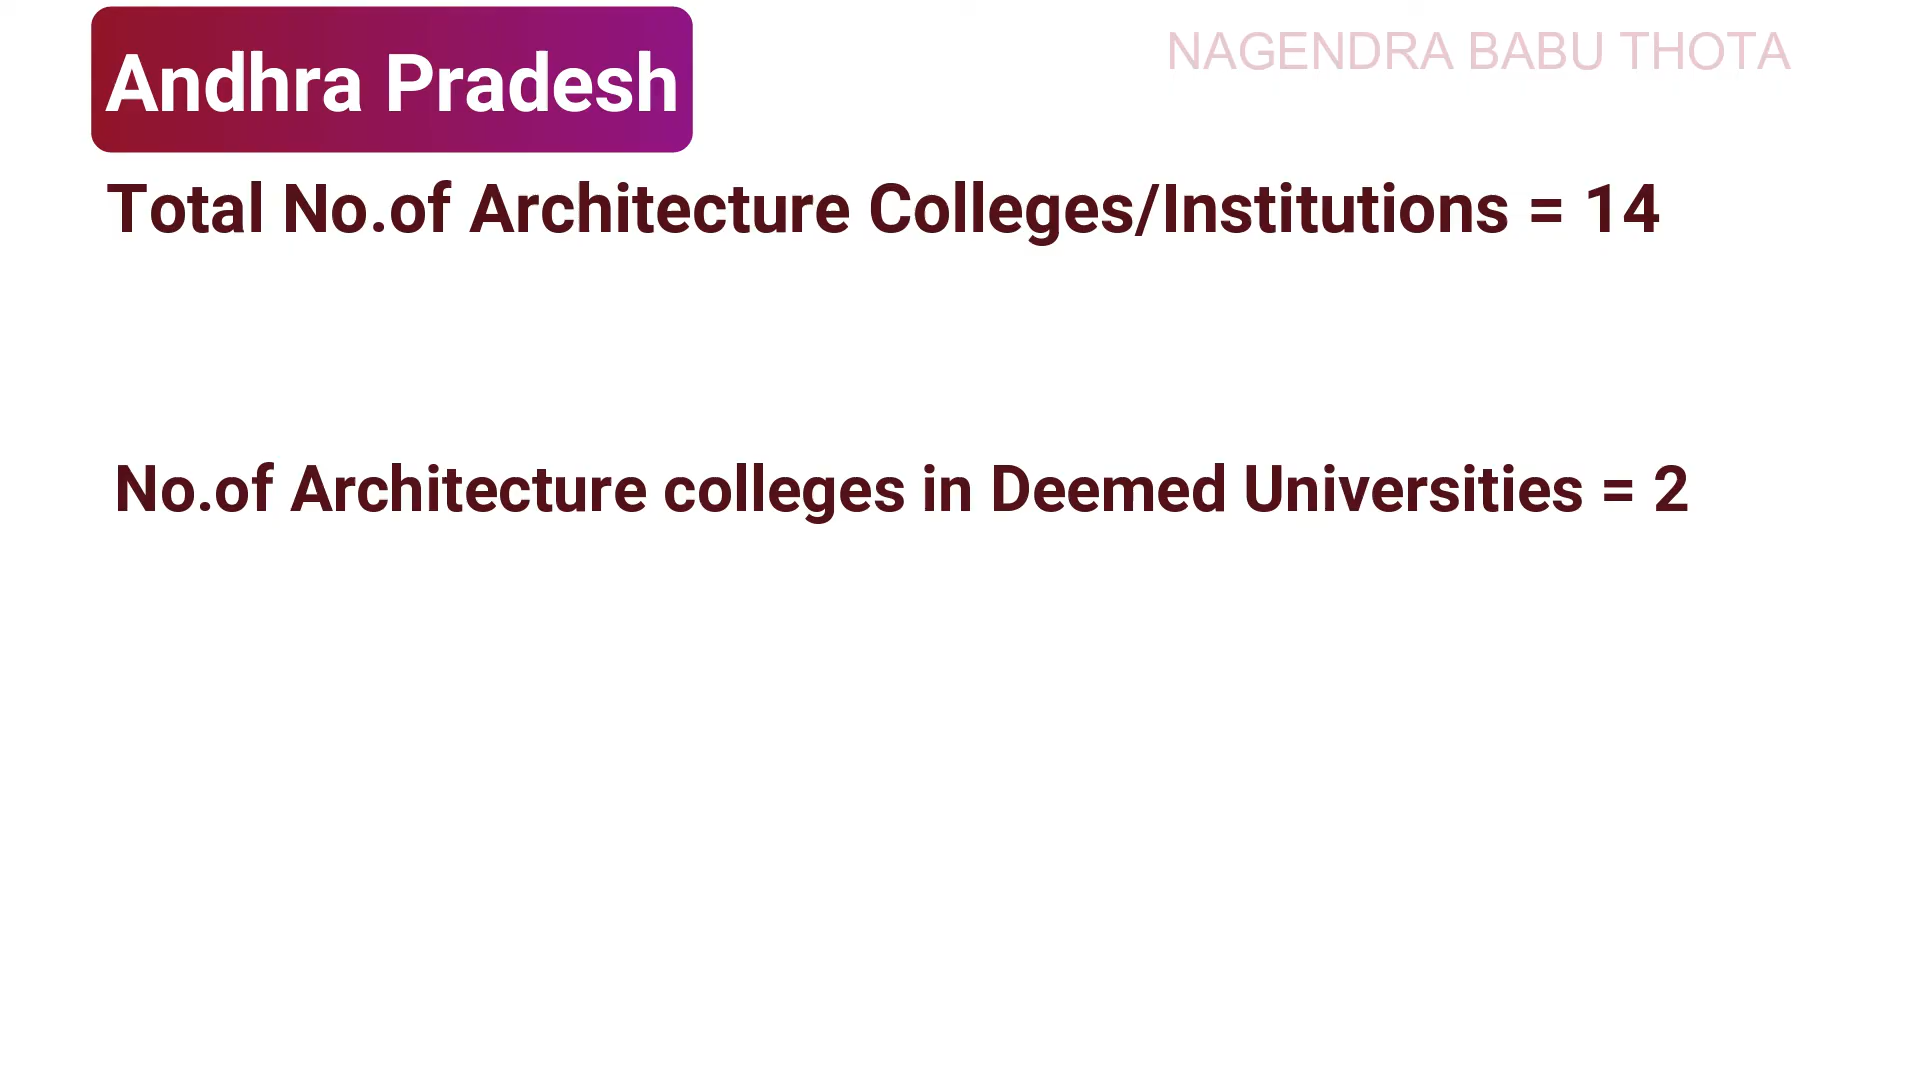 Andhra Pradesh
NAGENDRA BABU THOTA
Total No.of Architecture Colleges/Institutions = 14
No.of Architecture colleges in Deemed Universities = 2